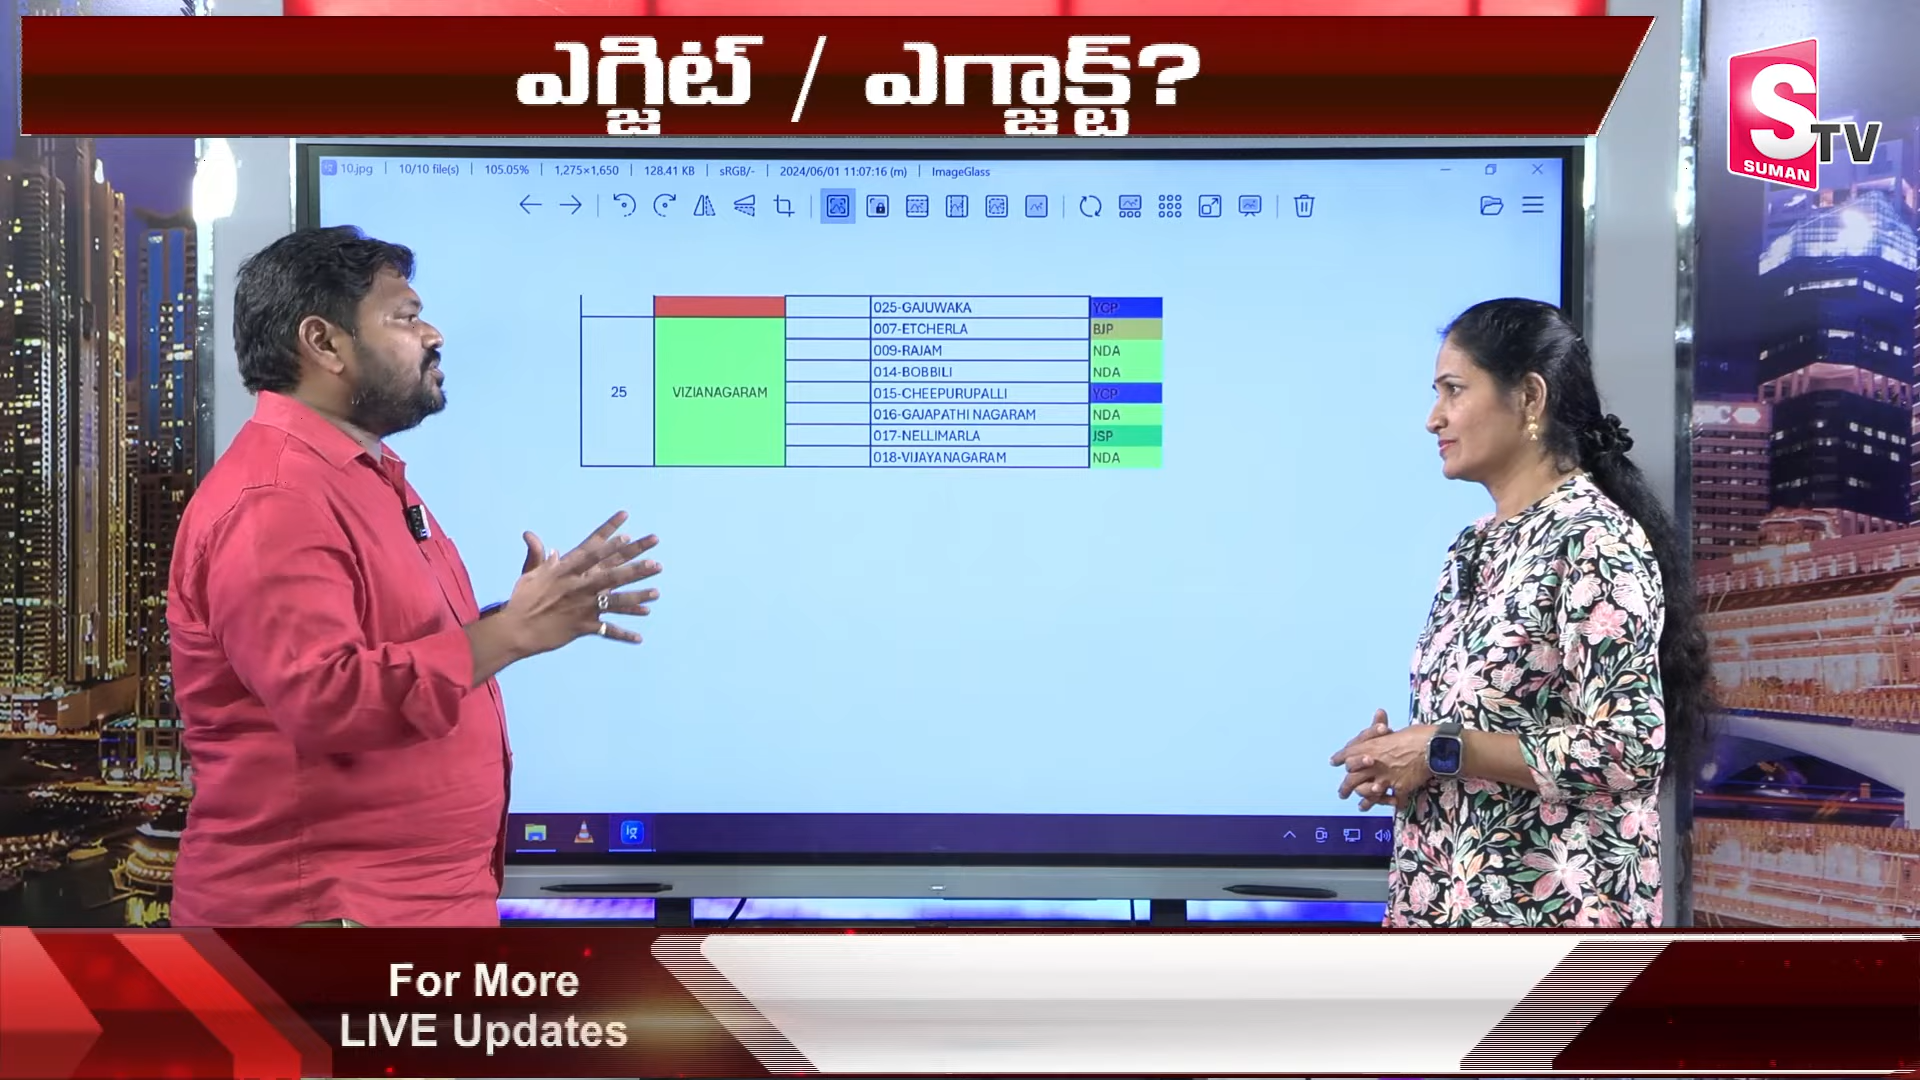 ఎగ్జిట్ / ఎగ్జాక్ట్?
S TV
SUMAN
10.jpg | 10/10 file(s) | 105.05% | 1,275×1,650 | 128.41 KB | sRGB/- | 2024/06/01 11:07:16 (m) | ImageGlass
025-GAJUWAKA YCP
007-ETCHERLA BJP
009-RAJAM NDA
014-BOBBILI NDA
25 VIZIANAGARAM 015-CHEEPURUPALLI YCP
016-GAJAPATHI NAGARAM NDA
017-NELLIMARLA JSP
018-VIJAYANAGARAM NDA
ig
For More
LIVE Updates